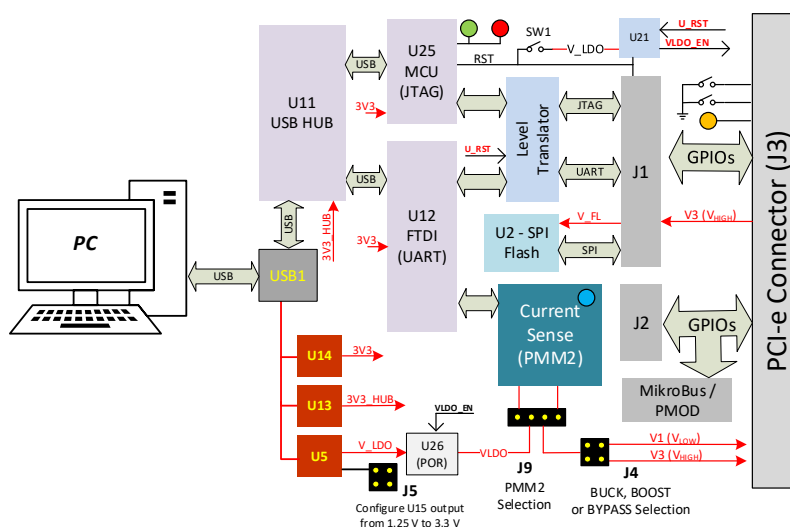 U_RST
SW1
U21
V_LDO
VLDO_EN
U25
MCU
(JTAG)
RST
USB
U11
USB HUB
3V3
JTAG
Level
Translator
U_RST
USB
UART
J1
GPIOs
PCI-e Connector (J3)
U12
FTDI
(UART)
V_FL
V3 (VHIGH)
USB
3V3_HUB
3V3
U2 - SPI
Flash
SPI
PC
USB
USB1
Current
Sense
(PMM2)
J2
GPIOs
U14
3V3
MikroBus /
PMOD
U13
3V3_HUB
VLDO_EN
U5
V_LDO
U26
(POR)
VLDO
V1 (VLOW)
V3 (VHIGH)
J5
J9
J4
Configure U15 output
from 1.25 V to 3.3 V
PMM2
Selection
BUCK, BOOST
or BYPASS Selection